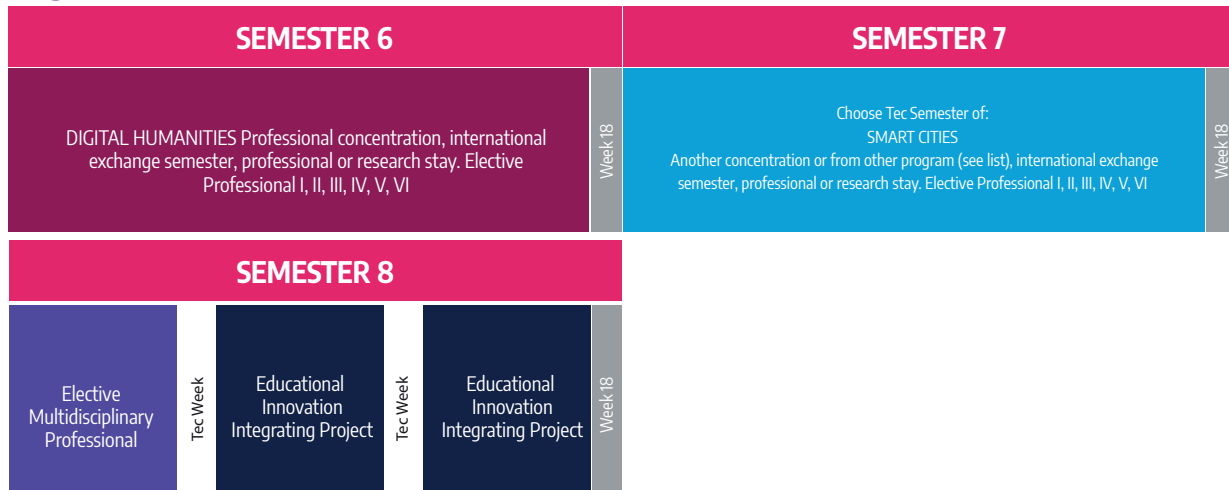 SEMESTER 6
DIGITAL HUMANITIES Professional concentration, international
exchange semester, professional or research stay. Elective
Professional I, II, III, IV, V, VI
Week 18
SEMESTER 7
Choose Tec Semester of:
SMART CITIES
Another concentration or from other program (see list), international exchange
semester, professional or research stay. Elective Professional I, II, III, IV, V, VI
Week 18
SEMESTER 8
Elective
Multidisciplinary
Professional
Tec Week
Educational
Innovation
Integrating Project
Tec Week
Educational
Innovation
Integrating Project
Week 18